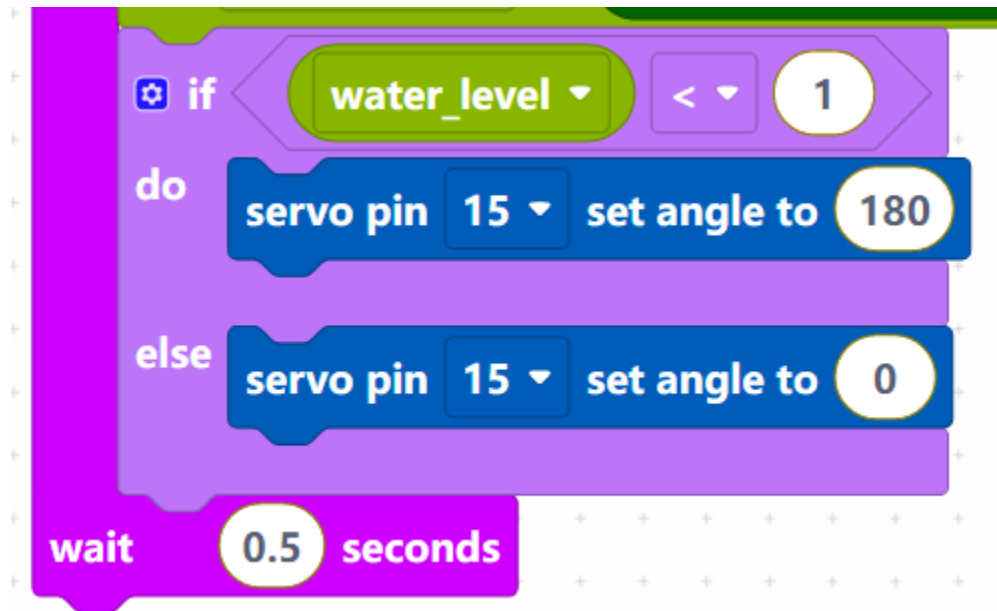 if water_level < 1
do
servo pin 15 set angle to 180
else
servo pin 15 set angle to 0
wait 0.5 seconds